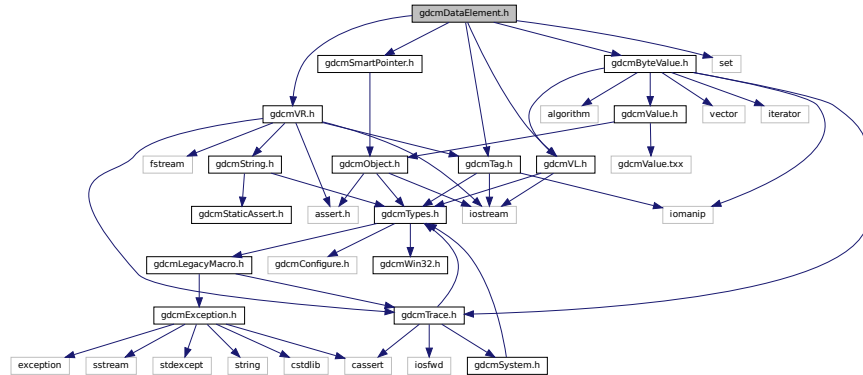 gdcmDataElement.h
gdcmSmartPointer.h
gdcmByteValue.h
set
gdcmVR.h
algorithm
gdcmValue.h
vector
iterator
fstream
gdcmString.h
gdcmObject.h
gdcmTag.h
gdcmVL.h
gdcmValue.txx
gdcmStaticAssert.h
assert.h
gdcmTypes.h
iostream
iomanip
gdcmLegacyMacro.h
gdcmConfigure.h
gdcmWin32.h
gdcmException.h
gdcmTrace.h
exception
sstream
stdexcept
string
cstdlib
cassert
iosfwd
gdcmSystem.h